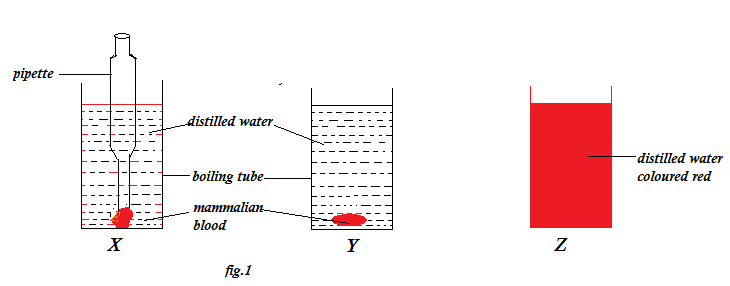 pipette
distilled water
boiling tube
mammalian
blood
distilled water
coloured red
X
Y
Z
fig.1